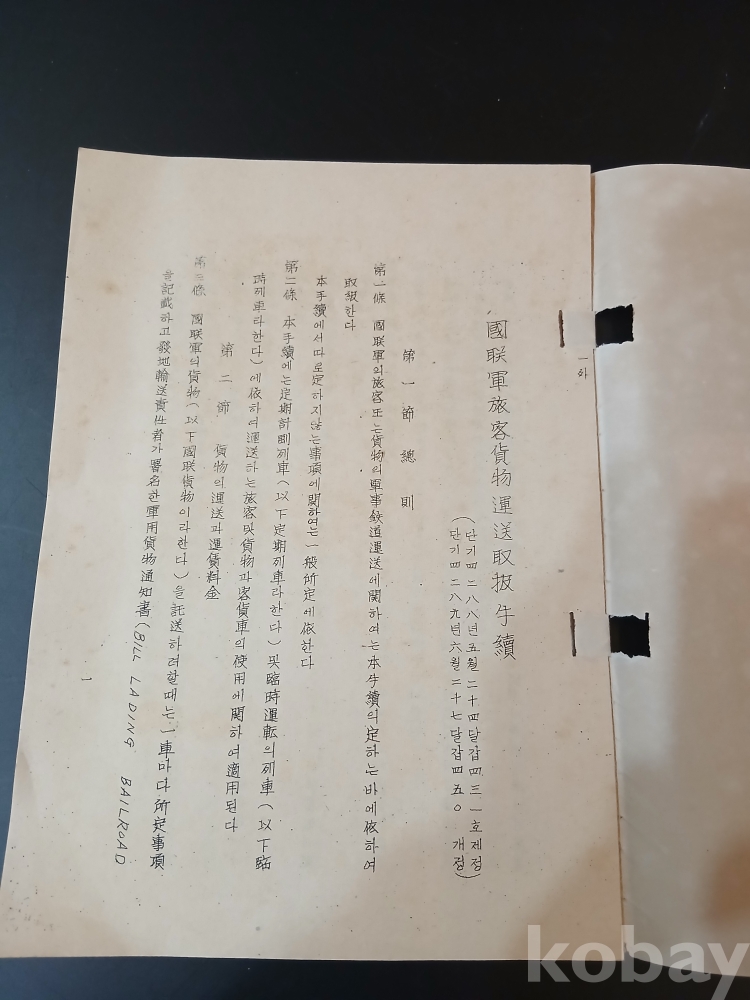 國联軍旅客貨物運送取扱手續
(단기四二八八년五월二十四달갑四三一호제정)
(단기四二八九년六월二十七달갑四五〇 개정)
第一節 總則
第一條 國联軍의旅客또는貨物의軍事鉄道運送에関하여는本手續의定하는바에依하여
取扱한다
本手續에서따로定하지않는事項에関하여는一般所定에依한다
第二條 本手續에는定期計劃列車(以下定期列車라한다)및臨時運転의列車(以下臨
時列車라한다)에依하여運送하는旅客및貨物과客貨車의使用에関하여適用된다
第二節 貨物의運送과運賃料金
第三條 國联軍의貨物(以下國联貨物이라한다)을託送하려할때는一車마다所定事項
을記載하고發地輸送責任者가署名한軍用貨物通知書(BILL LADING BAILROAD
1
kobay